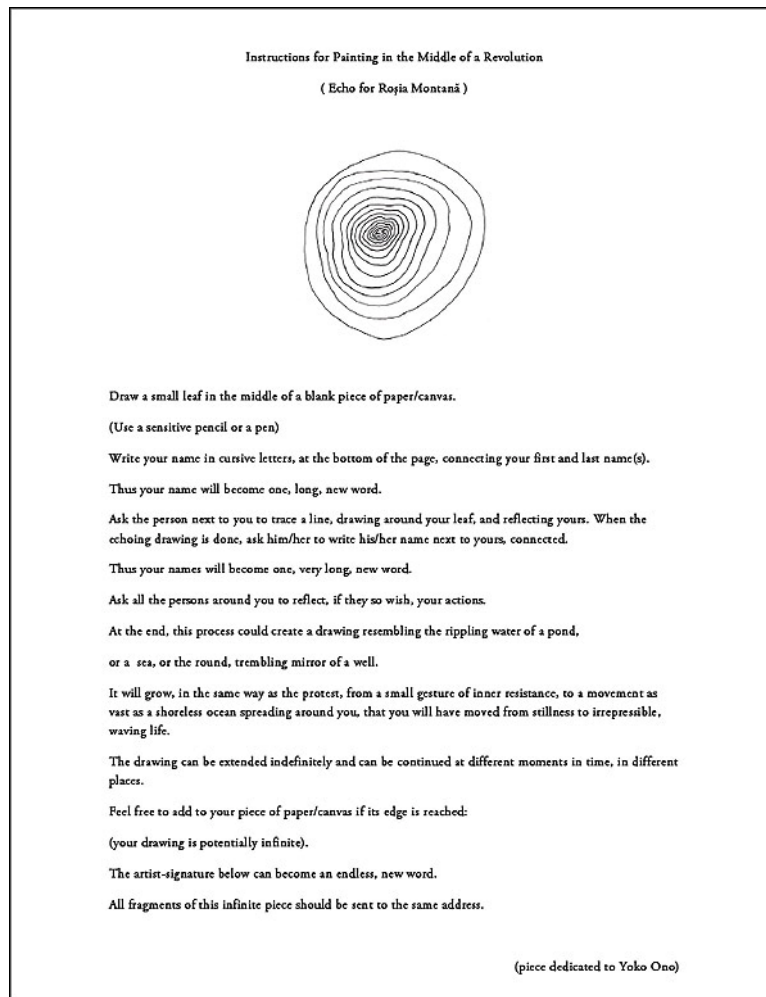 Instructions for Painting in the Middle of a Revolution
( Echo for Roşia Montană )
Draw a small leaf in the middle of a blank piece of paper/canvas.
(Use a sensitive pencil or a pen)
Write your name in cursive letters, at the bottom of the page, connecting your first and last name(s).
Thus your name will become one, long, new word.
Ask the person next to you to trace a line, drawing around your leaf, and reflecting yours. When the
echoing drawing is done, ask him/her to write his/her name next to yours, connected.
Thus your names will become one, very long, new word.
Ask all the persons around you to reflect, if they so wish, your actions.
At the end, this process could create a drawing resembling the rippling water of a pond,
or a sea, or the round, trembling mirror of a well.
It will grow, in the same way as the protest, from a small gesture of inner resistance, to a movement as
vast as a shoreless ocean spreading around you, that you will have moved from stillness to irrepressible,
waving life.
The drawing can be extended indefinitely and can be continued at different moments in time, in different
places.
Feel free to add to your piece of paper/canvas if its edge is reached:
(your drawing is potentially infinite).
The artist-signature below can become an endless, new word.
All fragments of this infinite piece should be sent to the same address.
(piece dedicated to Yoko Ono)